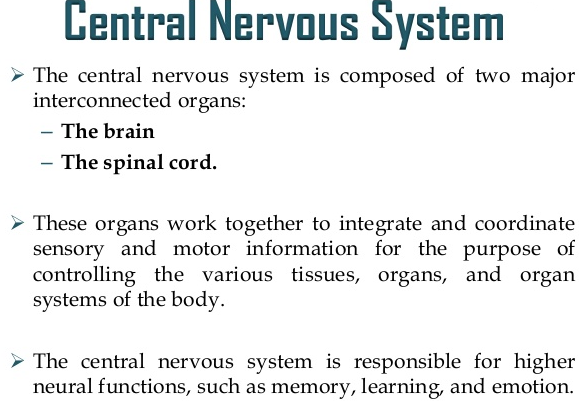 Central Nervous System
➢ The central nervous system is composed of two major
interconnected organs:
– The brain
– The spinal cord.
➢ These organs work together to integrate and coordinate
sensory and motor information for the purpose of
controlling the various tissues, organs, and organ
systems of the body.
➢ The central nervous system is responsible for higher
neural functions, such as memory, learning, and emotion.